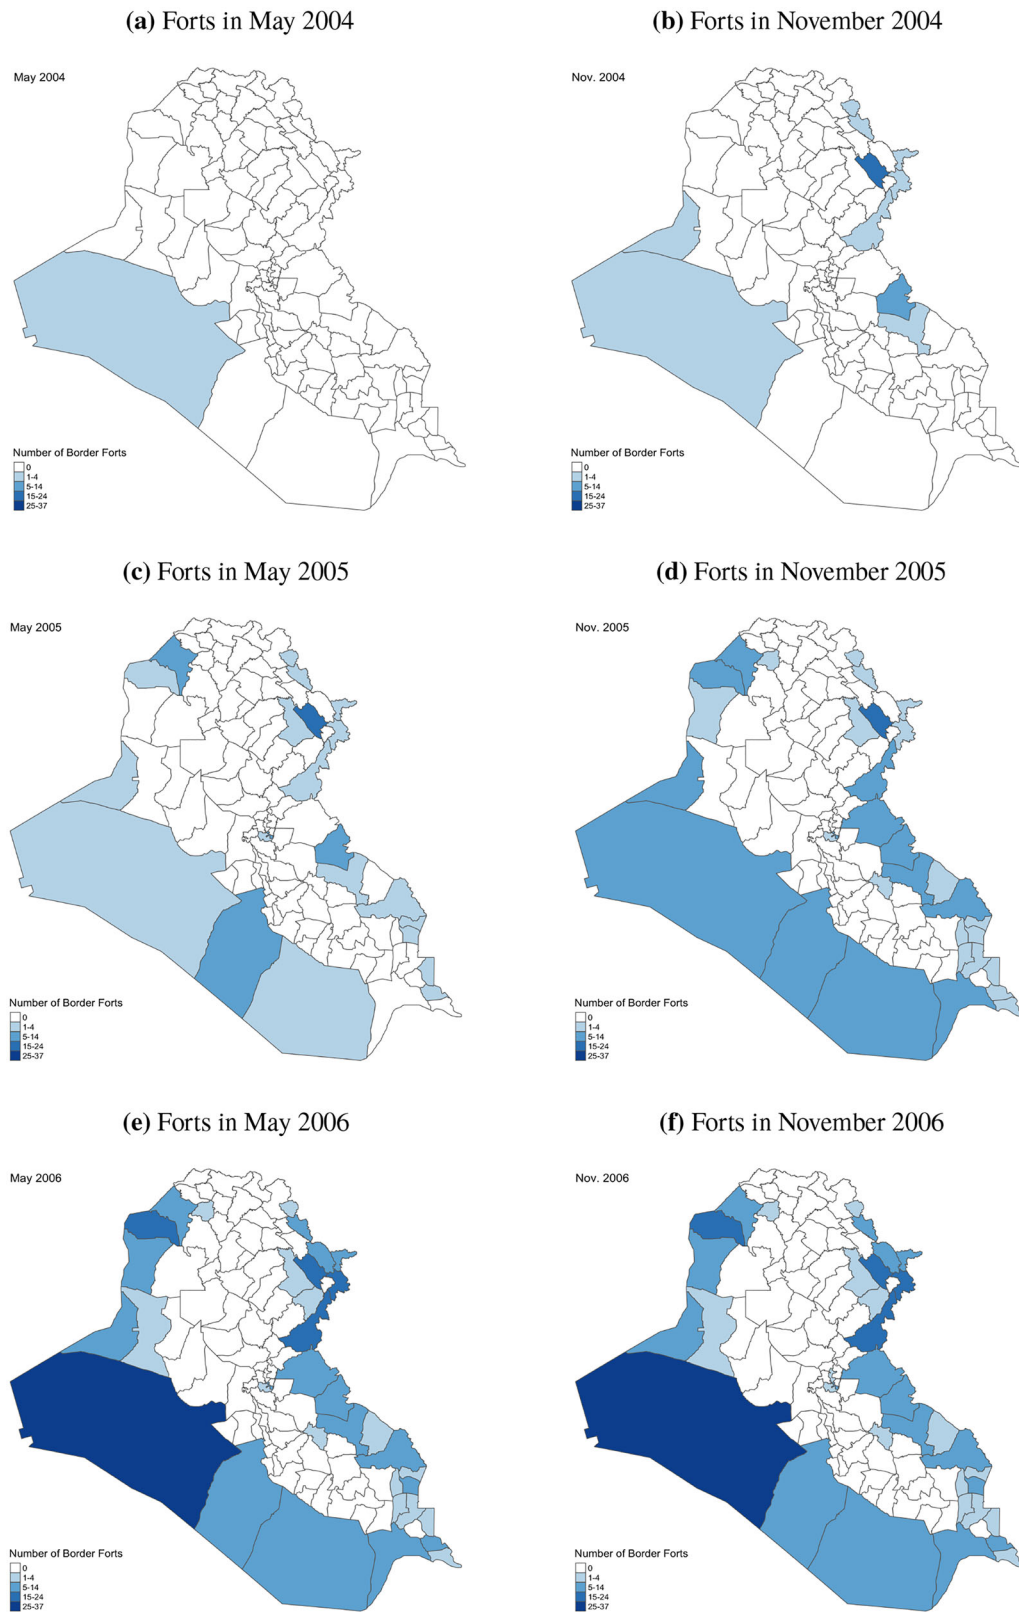 (a) Forts in May 2004
May 2004
Number of Border Forts
0
1-4
5-14
15-24
25-37
(b) Forts in November 2004
Nov. 2004
Number of Border Forts
0
1-4
5-14
15-24
25-37
(c) Forts in May 2005
May 2005
Number of Border Forts
0
1-4
5-14
15-24
25-37
(d) Forts in November 2005
Nov. 2005
Number of Border Forts
0
1-4
5-14
15-24
25-37
(e) Forts in May 2006
May 2006
Number of Border Forts
0
1-4
5-14
15-24
25-37
(f) Forts in November 2006
Nov. 2006
Number of Border Forts
0
1-4
5-14
15-24
25-37